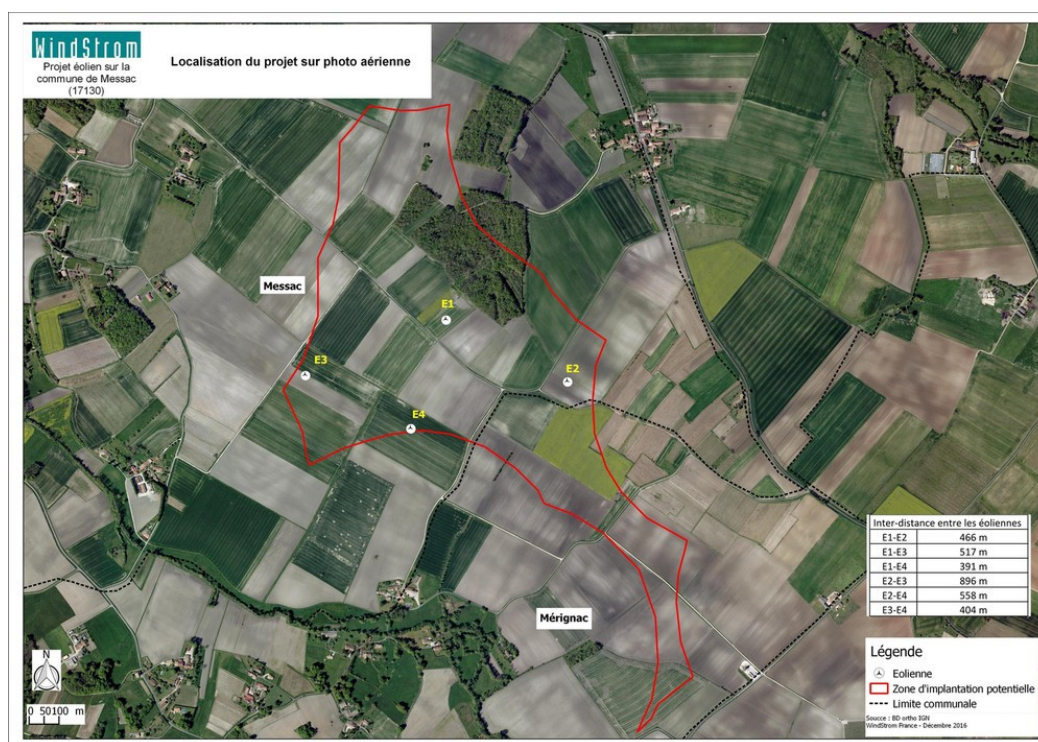 WindStrom
Projet éolien sur la
commune de Messac
(17130)
Localisation du projet sur photo aérienne
Messac
E1
E3
E2
E4
Mérignac
Inter-distance entre les éoliennes
E1-E2 466 m
E1-E3 517 m
E1-E4 391 m
E2-E3 896 m
E2-E4 558 m
E3-E4 404 m
Légende
Eolienne
Zone d'implantation potentielle
Limite communale
Source : BD ortho IGN
WindStrom France - Décembre 2016
N
0 50100 m